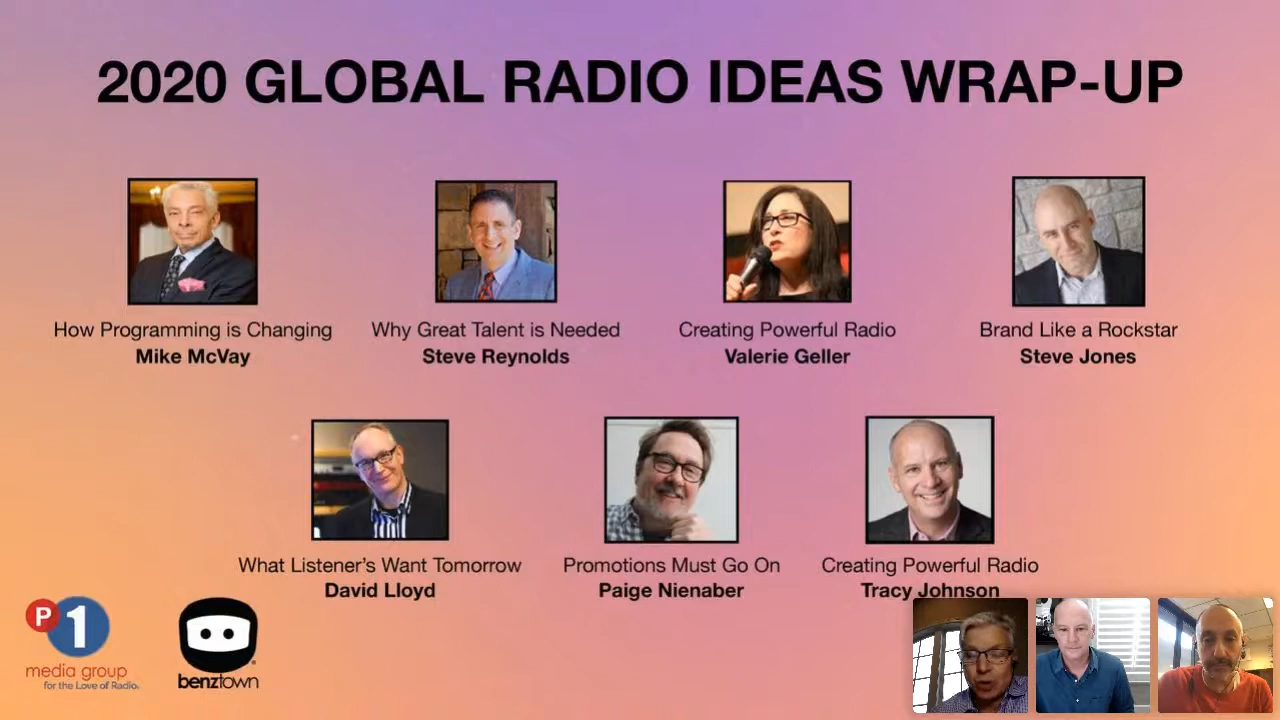 2020 GLOBAL RADIO IDEAS WRAP-UP
How Programming is Changing
Mike McVay
Why Great Talent is Needed
Steve Reynolds
Creating Powerful Radio
Valerie Geller
Brand Like a Rockstar
Steve Jones
What Listener's Want Tomorrow
David Lloyd
Promotions Must Go On
Paige Nienaber
Creating Powerful Radio
Tracy Johnson
P1
media group
for the Love of Radio.
benztown